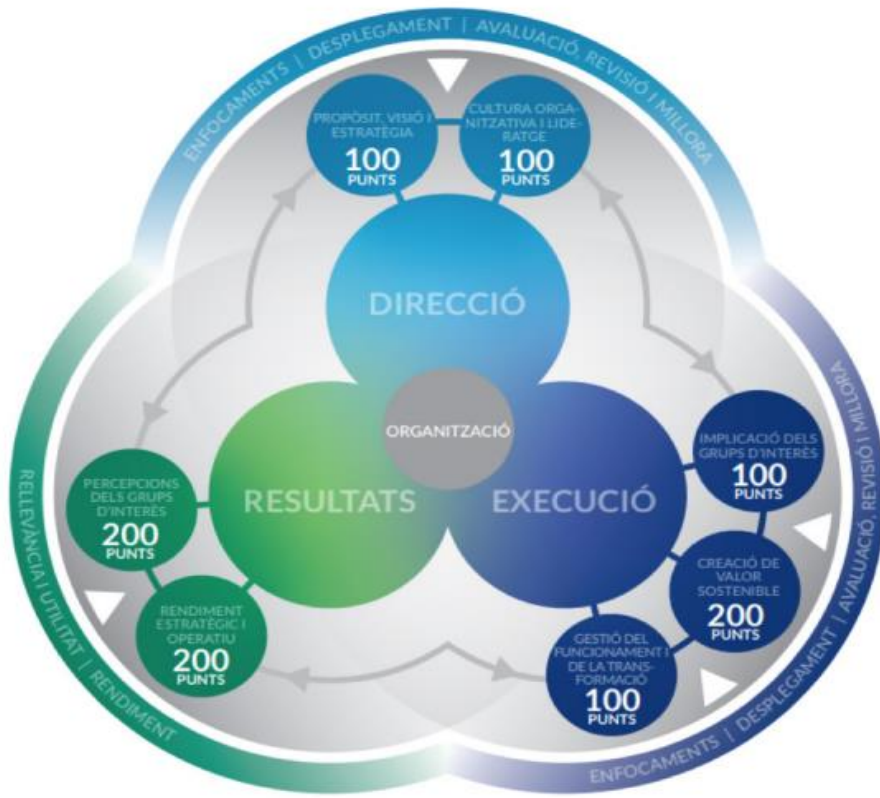 ENFOCAMENTS | DESPLEGAMENT | AVALUACIÓ, REVISIÓ I MILLORA
PROPÒSIT, VISIÓ I
ESTRATÈGIA
100
PUNTS
CULTURA ORGA-
NITZATIVA I LIDE-
RATGE
100
PUNTS
DIRECCIÓ
ORGANITZACIÓ
RESULTATS
EXECUCIÓ
IMPLICACIÓ DELS
GRUPS D'INTERÈS
100
PUNTS
CREACIÓ DE
VALOR
SOSTENIBLE
200
PUNTS
GESTIÓ DEL
FUNCIONAMENT I
DE LA TRANS-
FORMACIÓ
100
PUNTS
PERCEPCIONS
DELS GRUPS
D'INTERÈS
200
PUNTS
RENDIMENT
ESTRATÈGIC I
OPERATIU
200
PUNTS
RELLEVÀNCIA I UTILITAT | RENDIMENT
ENFOCAMENTS | DESPLEGAMENT | AVALUACIÓ, REVISIÓ I MILLORA